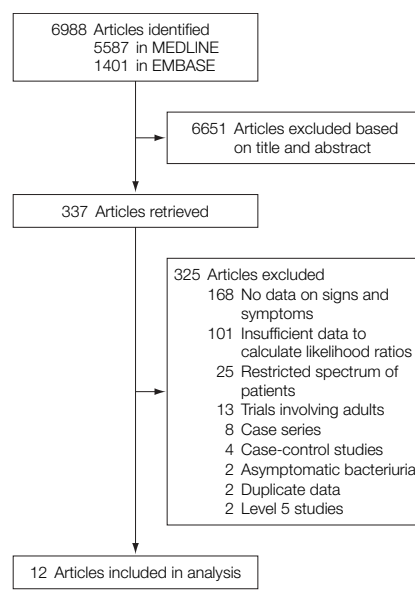 6988 Articles identified
5587 in MEDLINE
1401 in EMBASE
6651 Articles excluded based
on title and abstract
337 Articles retrieved
325 Articles excluded
168 No data on signs and
symptoms
101 Insufficient data to
calculate likelihood ratios
25 Restricted spectrum of
patients
13 Trials involving adults
8 Case series
4 Case-control studies
2 Asymptomatic bacteriuria
2 Duplicate data
2 Level 5 studies
12 Articles included in analysis